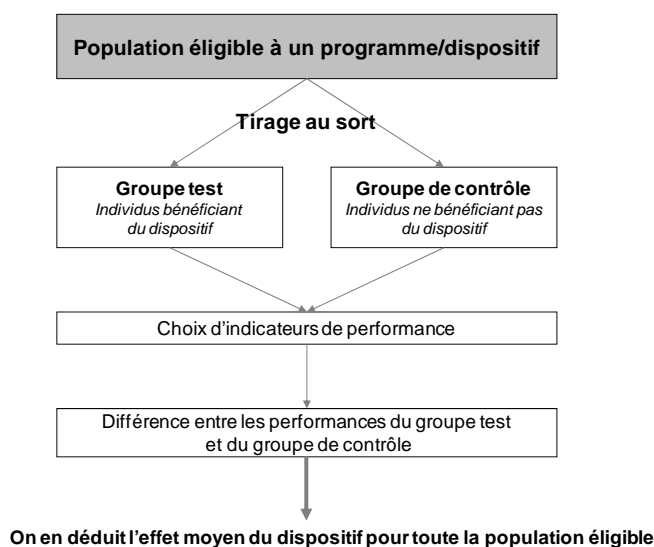 Population éligible à un programme/dispositif
Tirage au sort
Groupe test
Individus bénéficiant
du dispositif
Groupe de contrôle
Individus ne bénéficiant pas
du dispositif
Choix d'indicateurs de performance
Différence entre les performances du groupe test
et du groupe de contrôle
On en déduit l'effet moyen du dispositif pour toute la population éligible